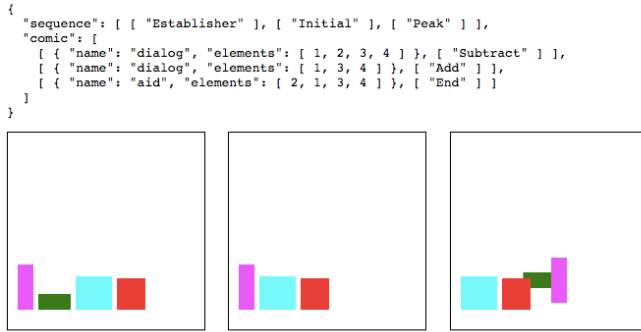 {
  "sequence": [ [ "Establisher" ], [ "Initial" ], [ "Peak" ] ],
  "comic": [
    [ { "name": "dialog", "elements": [ 1, 2, 3, 4 ] }, [ "Subtract" ] ],
    [ { "name": "dialog", "elements": [ 1, 3, 4 ] }, [ "Add" ] ],
    [ { "name": "aid", "elements": [ 2, 1, 3, 4 ] }, [ "End" ] ]
  ]
}